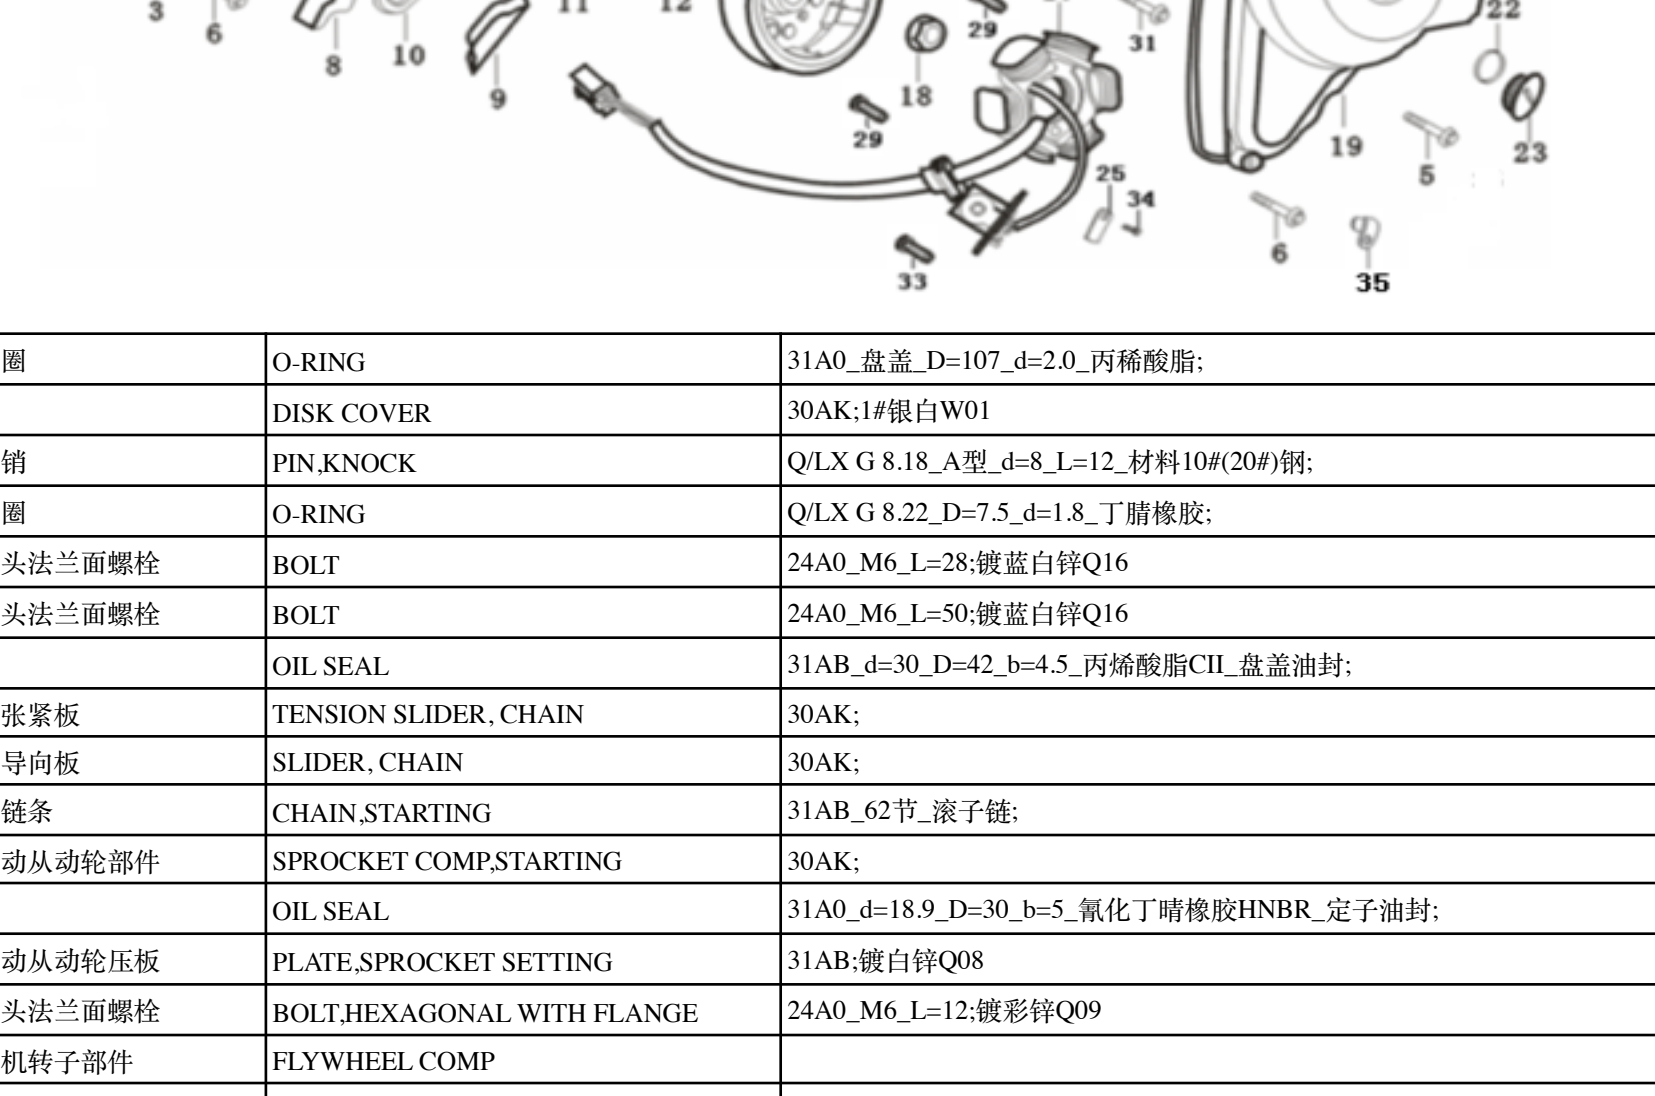 3
6
8
10
9
11
12
29
18
29
31
22
19
5
23
25
34
6
33
35
圈 O-RING 31A0_盘盖_D=107_d=2.0_丙稀酸脂;
DISK COVER 30AK;1#银白W01
销 PIN,KNOCK Q/LX G 8.18_A型_d=8_L=12_材料10#(20#)钢;
圈 O-RING Q/LX G 8.22_D=7.5_d=1.8_丁腈橡胶;
头法兰面螺栓 BOLT 24A0_M6_L=28;镀蓝白锌Q16
头法兰面螺栓 BOLT 24A0_M6_L=50;镀蓝白锌Q16
OIL SEAL 31AB_d=30_D=42_b=4.5_丙烯酸脂CII_盘盖油封;
张紧板 TENSION SLIDER, CHAIN 30AK;
导向板 SLIDER, CHAIN 30AK;
链条 CHAIN,STARTING 31AB_62节_滚子链;
动从动轮部件 SPROCKET COMP,STARTING 30AK;
OIL SEAL 31A0_d=18.9_D=30_b=5_氰化丁晴橡胶HNBR_定子油封;
动从动轮压板 PLATE,SPROCKET SETTING 31AB;镀白锌Q08
头法兰面螺栓 BOLT,HEXAGONAL WITH FLANGE 24A0_M6_L=12;镀彩锌Q09
机转子部件 FLYWHEEL COMP